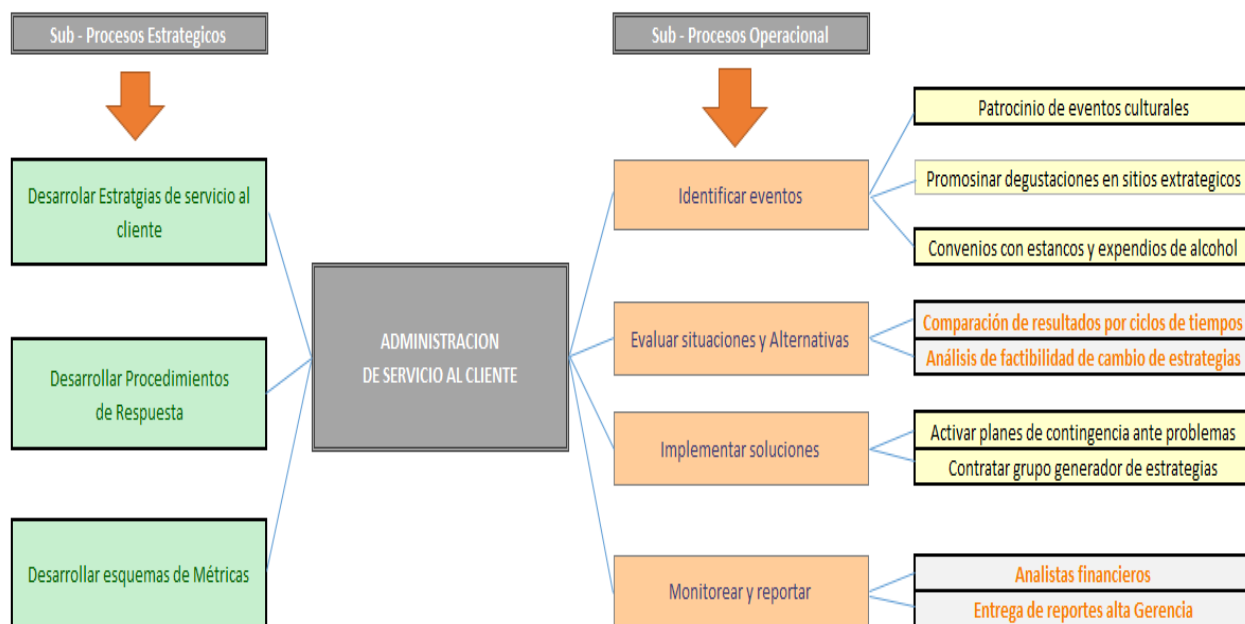 Sub - Procesos Estrategicos
Desarrolar Estratgias de servicio al
cliente
Desarrollar Procedimientos
de Respuesta
Desarrollar esquemas de Métricas
ADMINISTRACION
DE SERVICIO AL CLIENTE
Sub - Procesos Operacional
Identificar eventos
Patrocinio de eventos culturales
Promosinar degustaciones en sitios extrategicos
Convenios con estancos y expendios de alcohol
Evaluar situaciones y Alternativas
Comparación de resultados por ciclos de tiempos
Análisis de factibilidad de cambio de estrategias
Implementar soluciones
Activar planes de contingencia ante problemas
Contratar grupo generador de estrategias
Monitorear y reportar
Analistas financieros
Entrega de reportes alta Gerencia